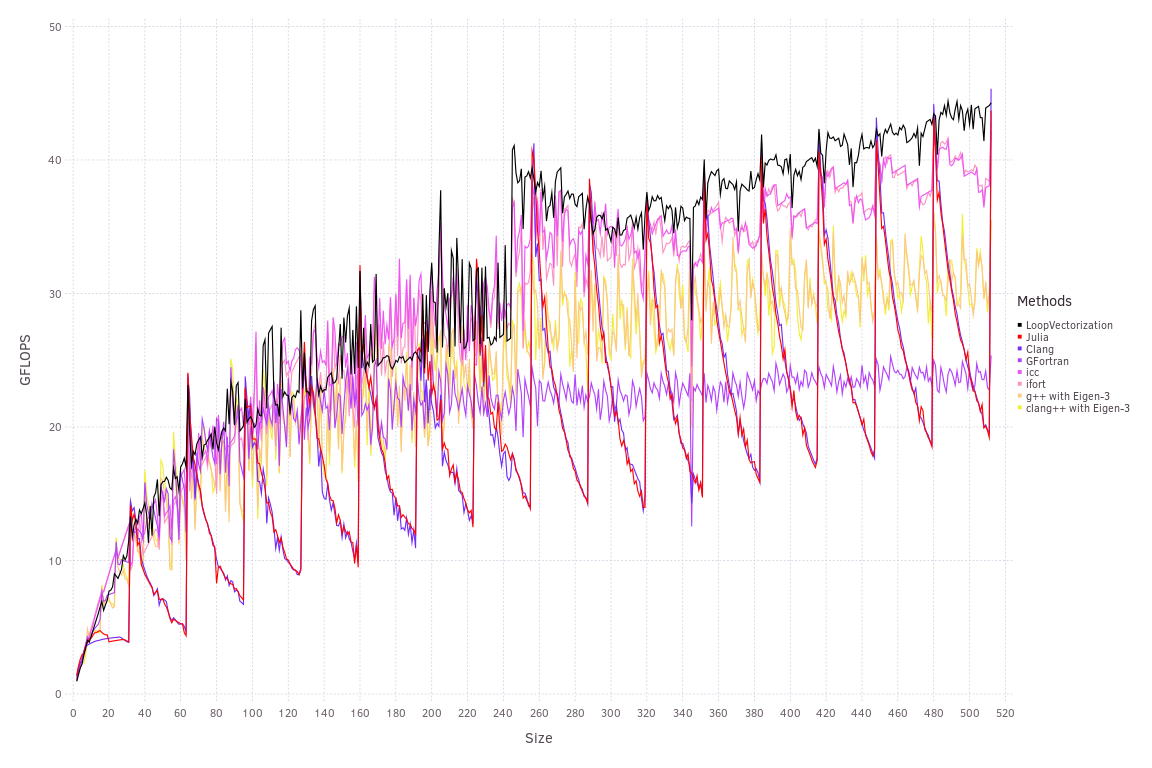 50
40
30
20
10
0
GFLOPS
0 20 40 60 80 100 120 140 160 180 200 220 240 260 280 300 320 340 360 380 400 420 440 460 480 500 520
Size
Methods
LoopVectorization
Julia
Clang
GFortran
icc
ifort
g++ with Eigen-3
clang++ with Eigen-3